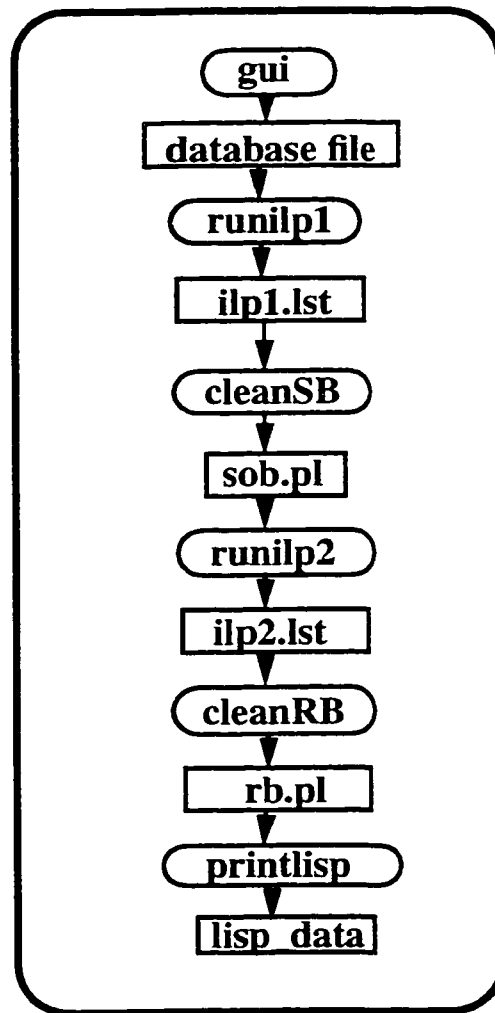 gui
database file
runilp1
ilp1.lst
cleanSB
sob.pl
runilp2
ilp2.lst
cleanRB
rb.pl
printlisp
lisp_data